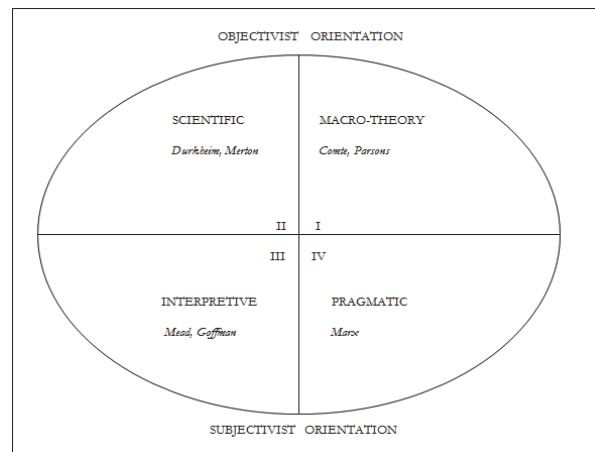 OBJECTIVIST ORIENTATION
SCIENTIFIC
Durkheim, Merton
MACRO-THEORY
Comte, Parsons
II
I
III
IV
INTERPRETIVE
Mead, Goffman
PRAGMATIC
Marx
SUBJECTIVIST ORIENTATION